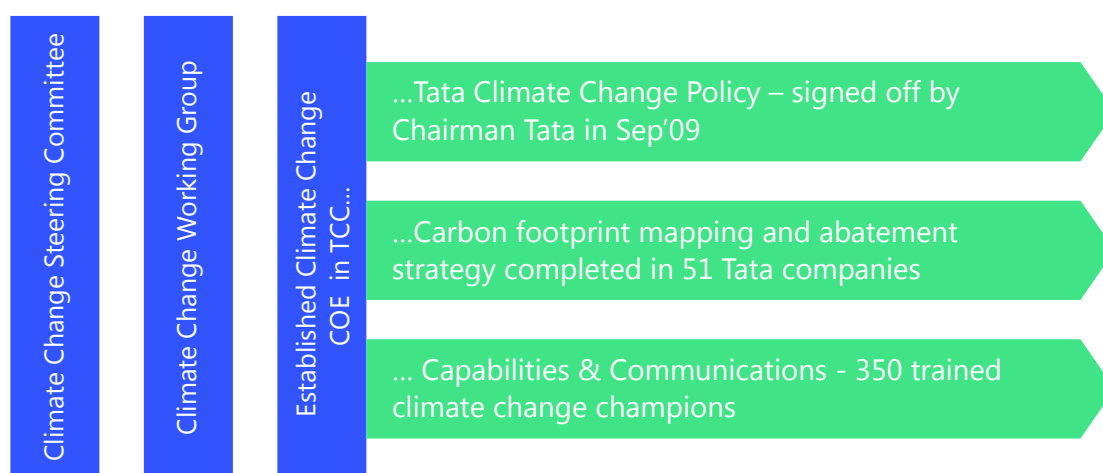 Climate Change Steering Committee
Climate Change Working Group
Established Climate Change
COE in TCC...
...Tata Climate Change Policy – signed off by
Chairman Tata in Sep’09
...Carbon footprint mapping and abatement
strategy completed in 51 Tata companies
... Capabilities & Communications - 350 trained
climate change champions